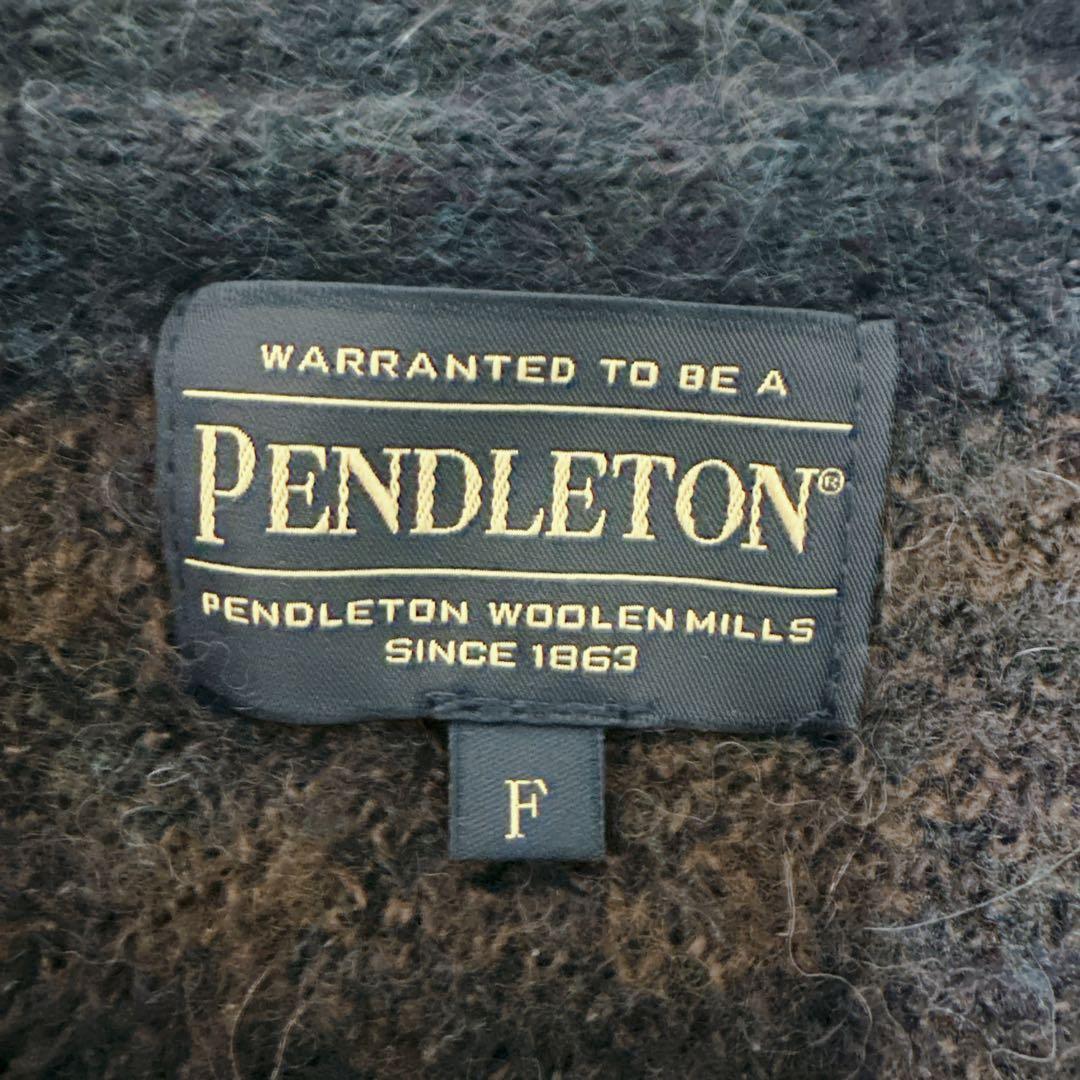 WARRANTED TO BE A
PENDLETON®
PENDLETON WOOLEN MILLS
SINCE 1863
F